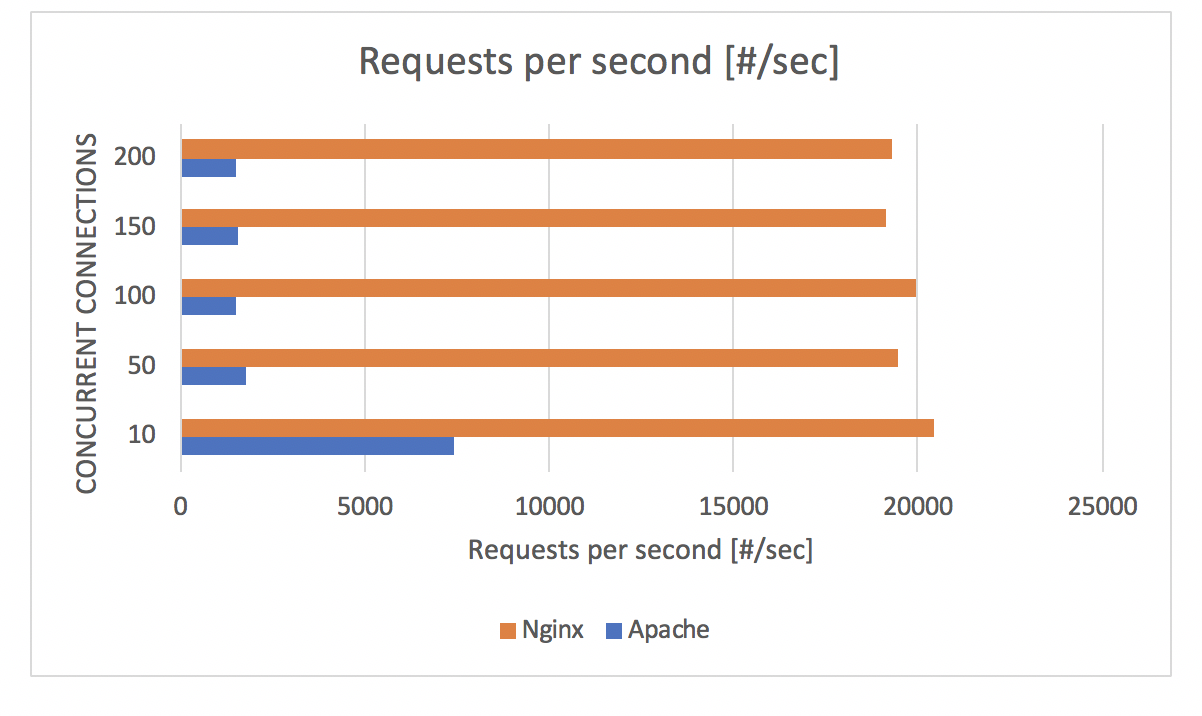 Requests per second [#/sec]
CONCURRENT CONNECTIONS
200
150
100
50
10
0 5000 10000 15000 20000 25000
Requests per second [#/sec]
Nginx Apache